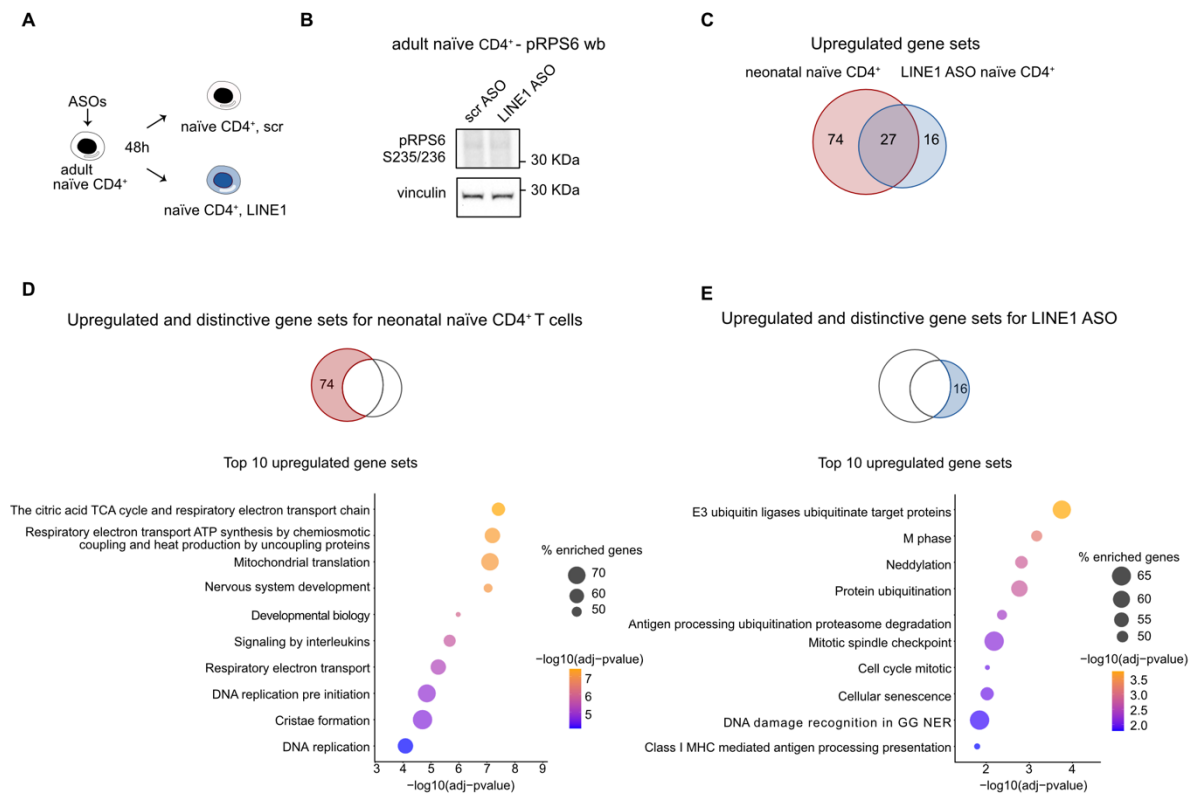 A
ASOs
48h
adult
naïve CD4⁺
naïve CD4⁺, scr
naïve CD4⁺, LINE1
B
adult naïve CD4⁺ - pRPS6 wb
scr ASO
LINE1 ASO
pRPS6
S235/236
30 KDa
vinculin
30 KDa
C
Upregulated gene sets
neonatal naïve CD4⁺
LINE1 ASO naïve CD4⁺
74
27
16
D
Upregulated and distinctive gene sets for neonatal naïve CD4⁺ T cells
74
Top 10 upregulated gene sets
The citric acid TCA cycle and respiratory electron transport chain
Respiratory electron transport ATP synthesis by chemiosmotic
coupling and heat production by uncoupling proteins
Mitochondrial translation
Nervous system development
Developmental biology
Signaling by interleukins
Respiratory electron transport
DNA replication pre initiation
Cristae formation
DNA replication
3 4 5 6 7 8 9
−log10(adj−pvalue)
% enriched genes
70
60
50
−log10(adj−pvalue)
7
6
5
E
Upregulated and distinctive gene sets for LINE1 ASO
16
Top 10 upregulated gene sets
E3 ubiquitin ligases ubiquitinate target proteins
M phase
Neddylation
Protein ubiquitination
Antigen processing ubiquitination proteasome degradation
Mitotic spindle checkpoint
Cell cycle mitotic
Cellular senescence
DNA damage recognition in GG NER
Class I MHC mediated antigen processing presentation
2 3 4
−log10(adj−pvalue)
% enriched genes
65
60
55
50
−log10(adj−pvalue)
3.5
3.0
2.5
2.0